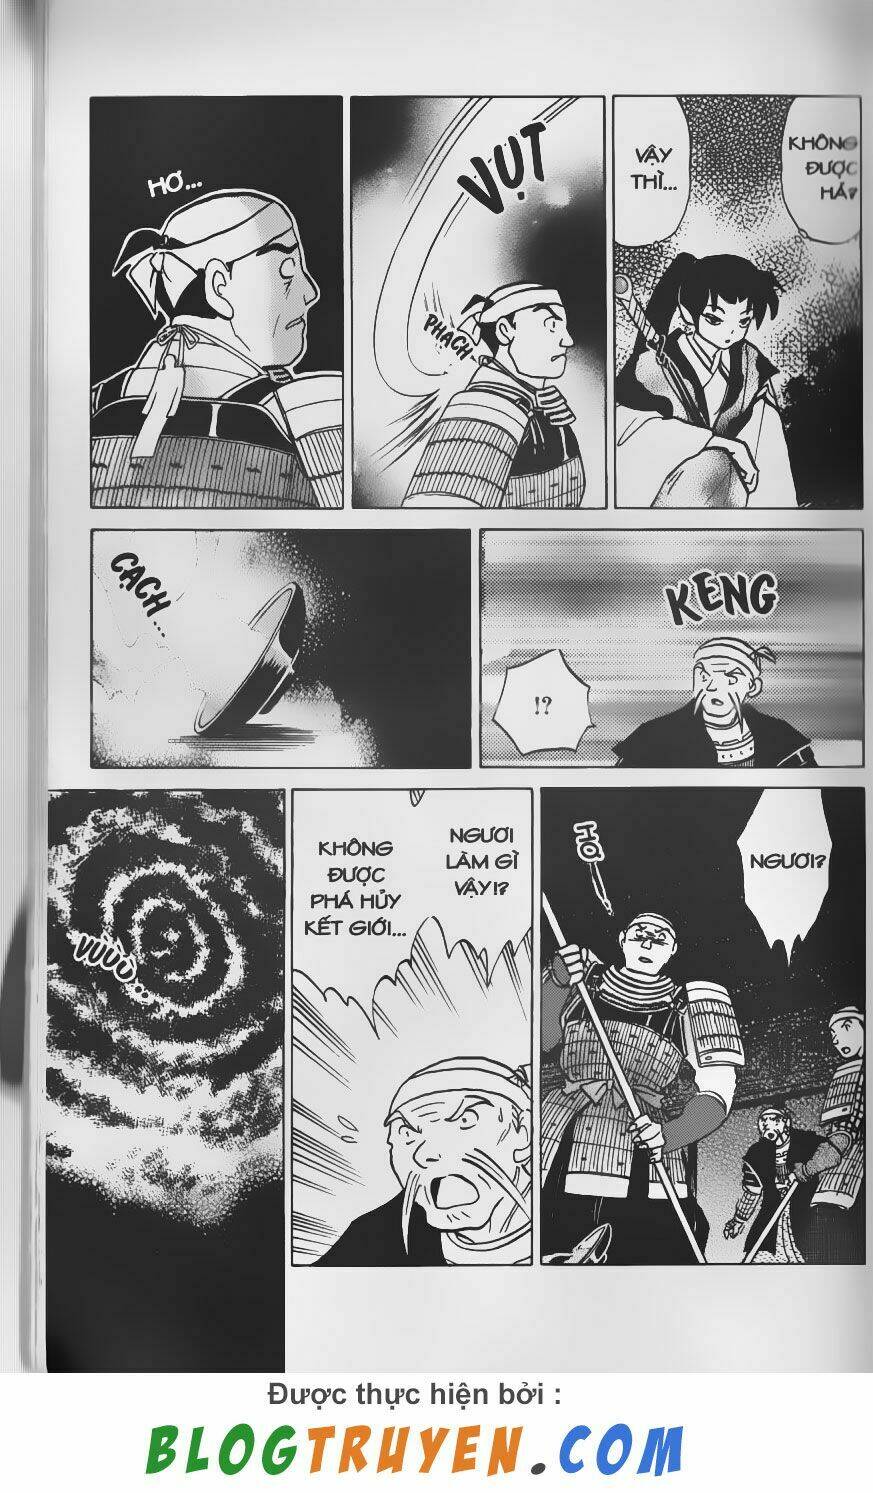 KHÔNG
ĐƯỢC
HẢ?
VẬY
THÌ...
VỤT
PHẠCH
HƠ...
KENG
!?
CẠCH...
NGƯƠI?
HƠ...
NGƯƠI
LÀM GÌ
VẬY!?
KHÔNG
ĐƯỢC
PHÁ HỦY
KẾT GIỚI...
VÙÙÙ...
Được thực hiện bởi :
BLOGTRUYEN.COM